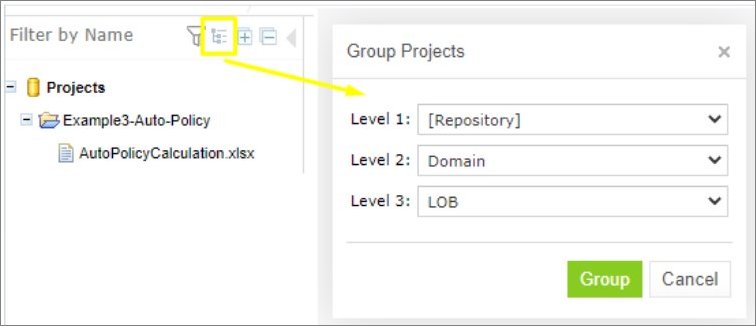 Filter by Name
Projects
Example3-Auto-Policy
AutoPolicyCalculation.xlsx
Group Projects
×
Level 1: [Repository]
Level 2: Domain
Level 3: LOB
Group Cancel